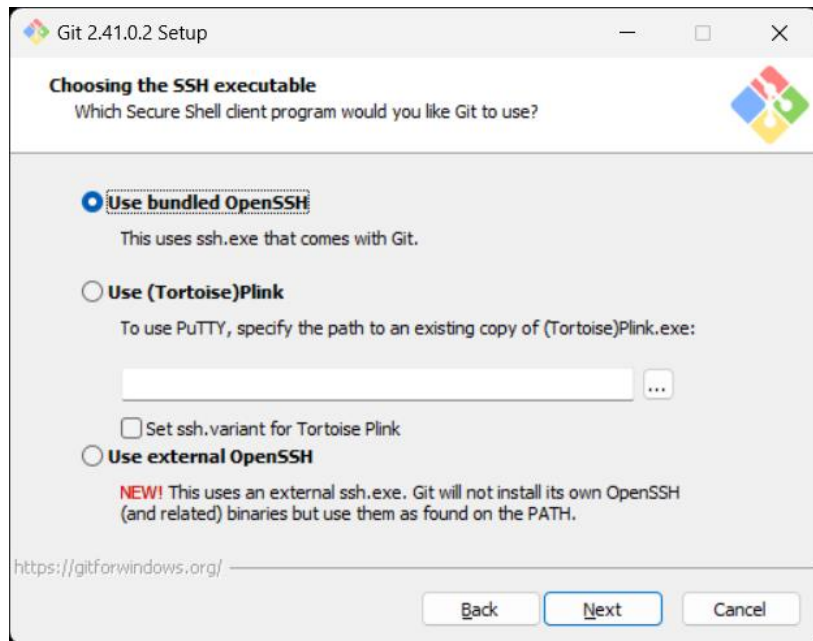 Git 2.41.0.2 Setup
Choosing the SSH executable
Which Secure Shell client program would you like Git to use?
Use bundled OpenSSH
This uses ssh.exe that comes with Git.
Use (Tortoise)Plink
To use PuTTY, specify the path to an existing copy of (Tortoise)Plink.exe:
...
Set ssh.variant for Tortoise Plink
Use external OpenSSH
NEW! This uses an external ssh.exe. Git will not install its own OpenSSH
(and related) binaries but use them as found on the PATH.
https://gitforwindows.org/
Back Next Cancel